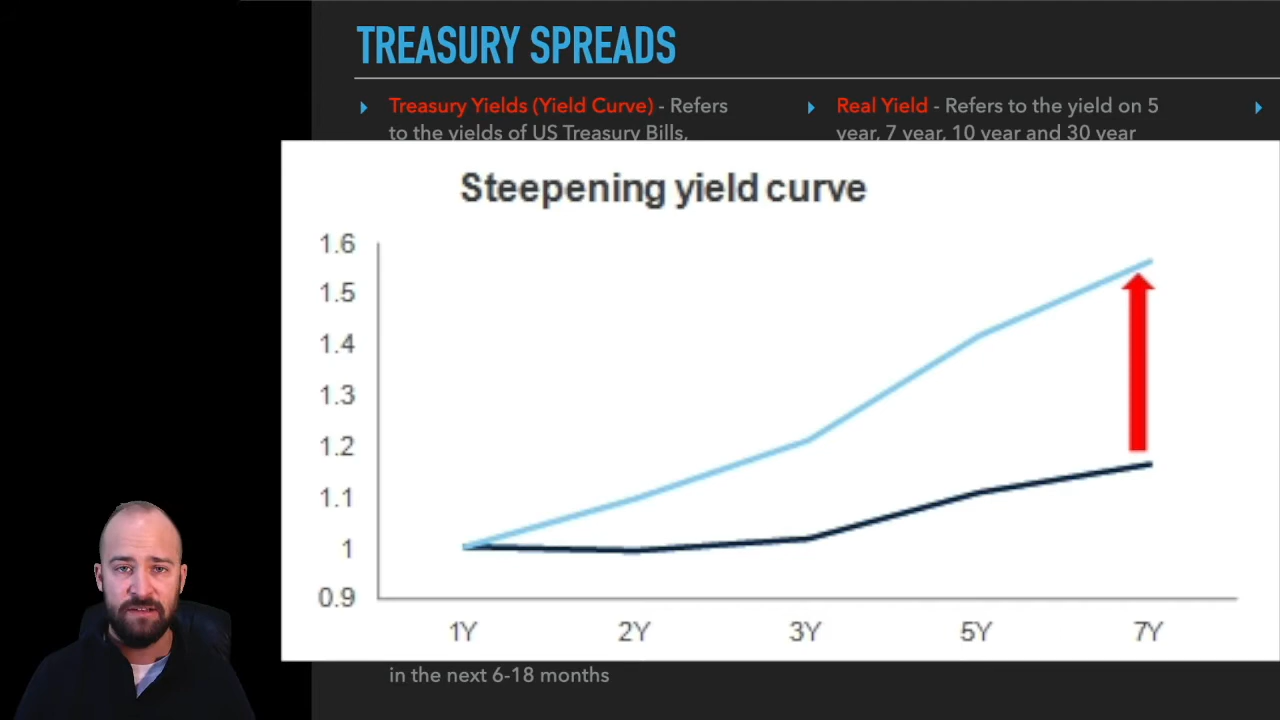 TREASURY SPREADS
Treasury Yields (Yield Curve) - Refers
to the yields of US Treasury Bills,
Real Yield - Refers to the yield on 5
year, 7 year, 10 year and 30 year
Steepening yield curve
1.6
1.5
1.4
1.3
1.2
1.1
1
0.9
1Y 2Y 3Y 5Y 7Y
in the next 6-18 months